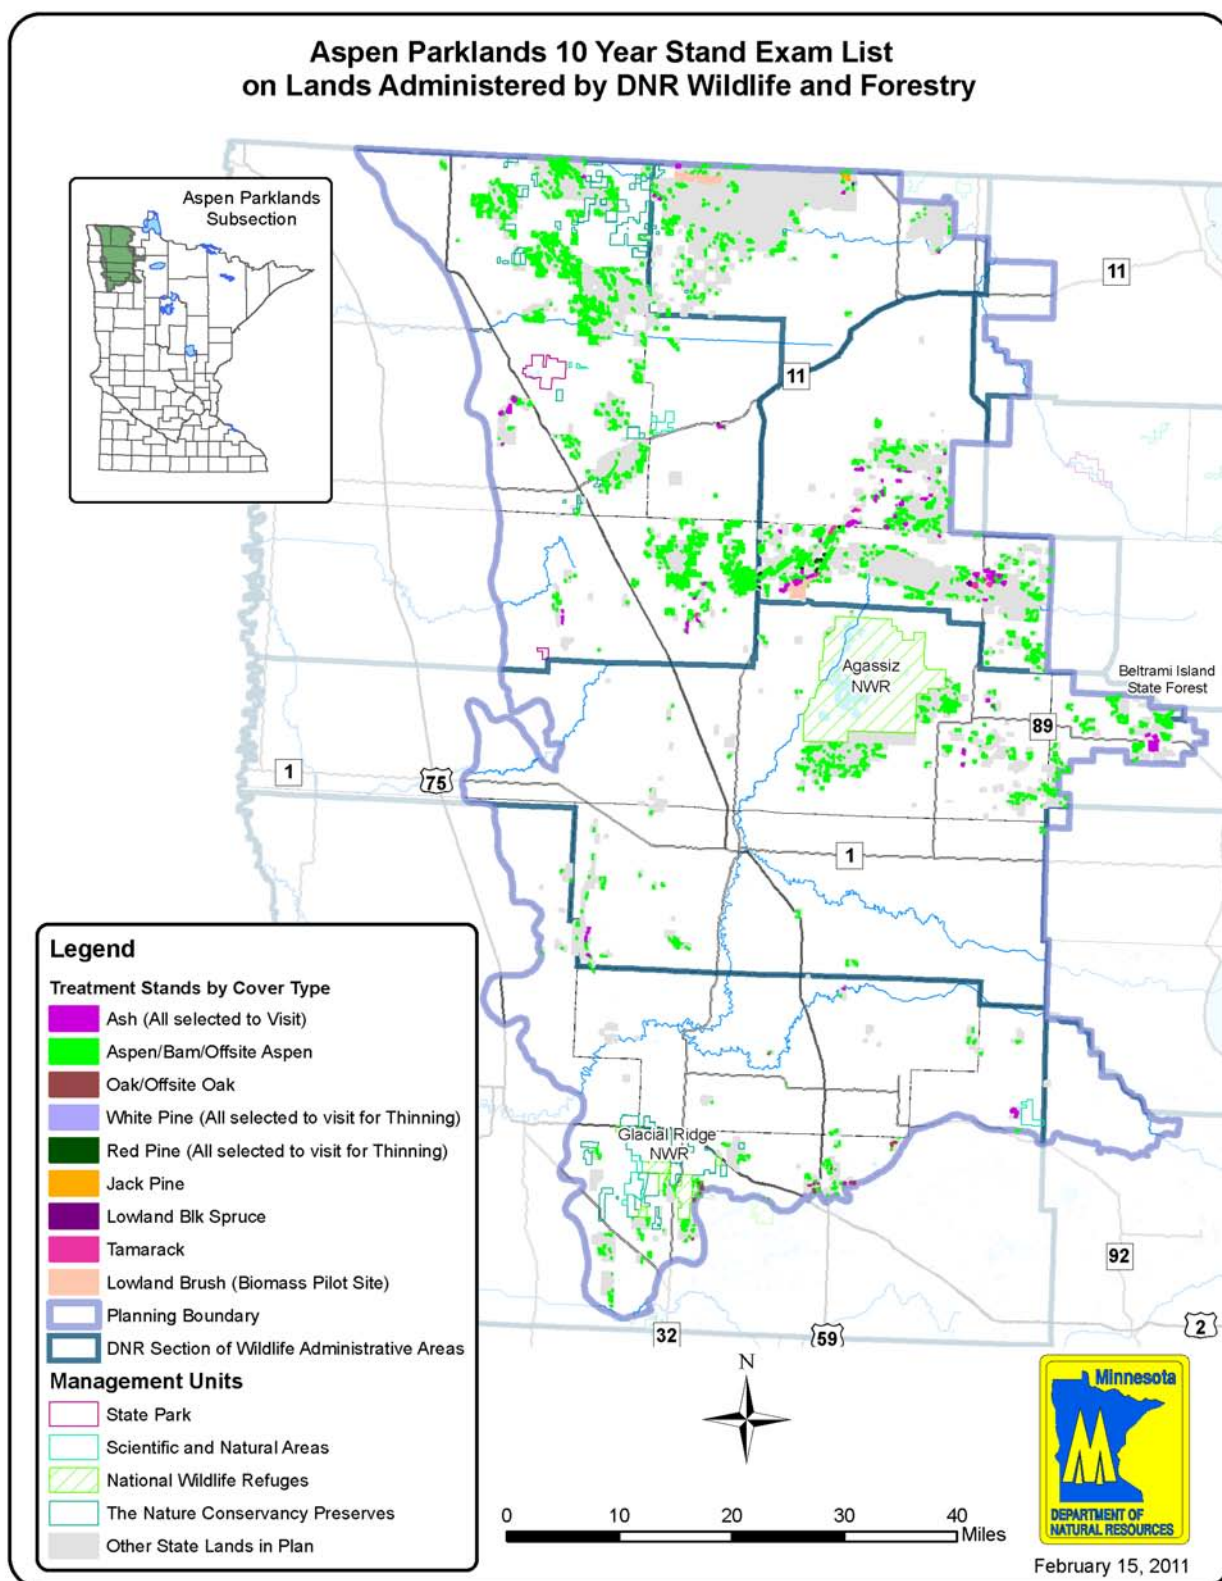 Aspen Parklands 10 Year Stand Exam List
on Lands Administered by DNR Wildlife and Forestry
Aspen Parklands
Subsection
11
11
Agassiz
NWR
Beltrami Island
State Forest
89
1
75
1
Glacial Ridge
NWR
92
2
32
59
Legend
Treatment Stands by Cover Type
Ash (All selected to Visit)
Aspen/Bam/Offsite Aspen
Oak/Offsite Oak
White Pine (All selected to visit for Thinning)
Red Pine (All selected to visit for Thinning)
Jack Pine
Lowland Blk Spruce
Tamarack
Lowland Brush (Biomass Pilot Site)
Planning Boundary
DNR Section of Wildlife Administrative Areas
Management Units
State Park
Scientific and Natural Areas
National Wildlife Refuges
The Nature Conservancy Preserves
Other State Lands in Plan
N
0 10 20 30 40
Miles
Minnesota
DEPARTMENT OF
NATURAL RESOURCES
February 15, 2011